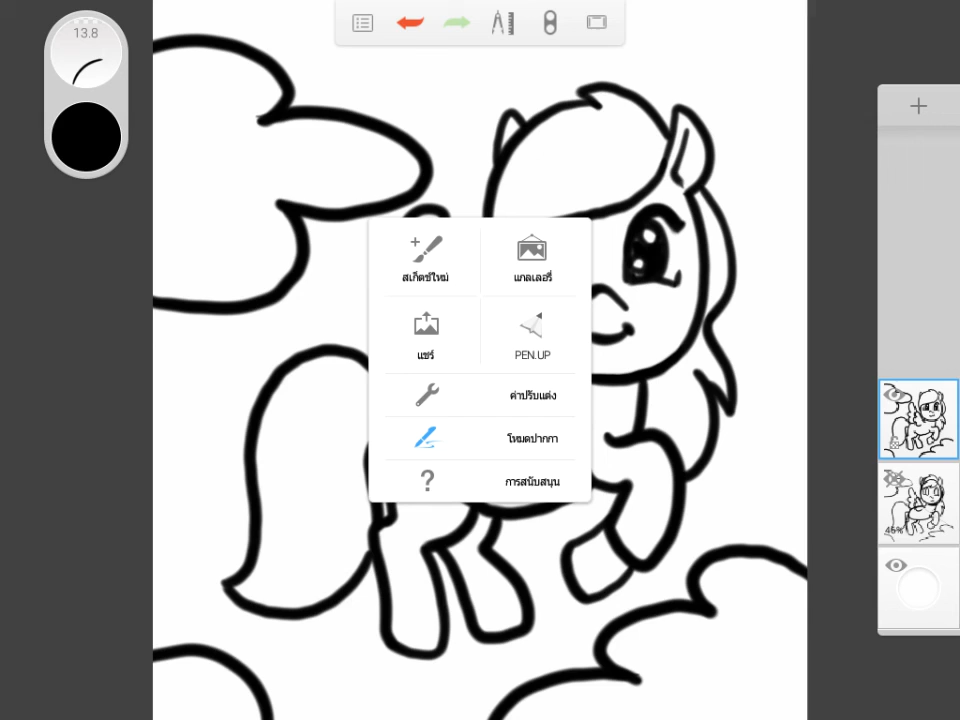 13.8
สเก็ตช์ใหม่
แกลเลอรี่
แชร์
PEN.UP
ค่าปรับแต่ง
โหมดปากกา
การสนับสนุน
45%